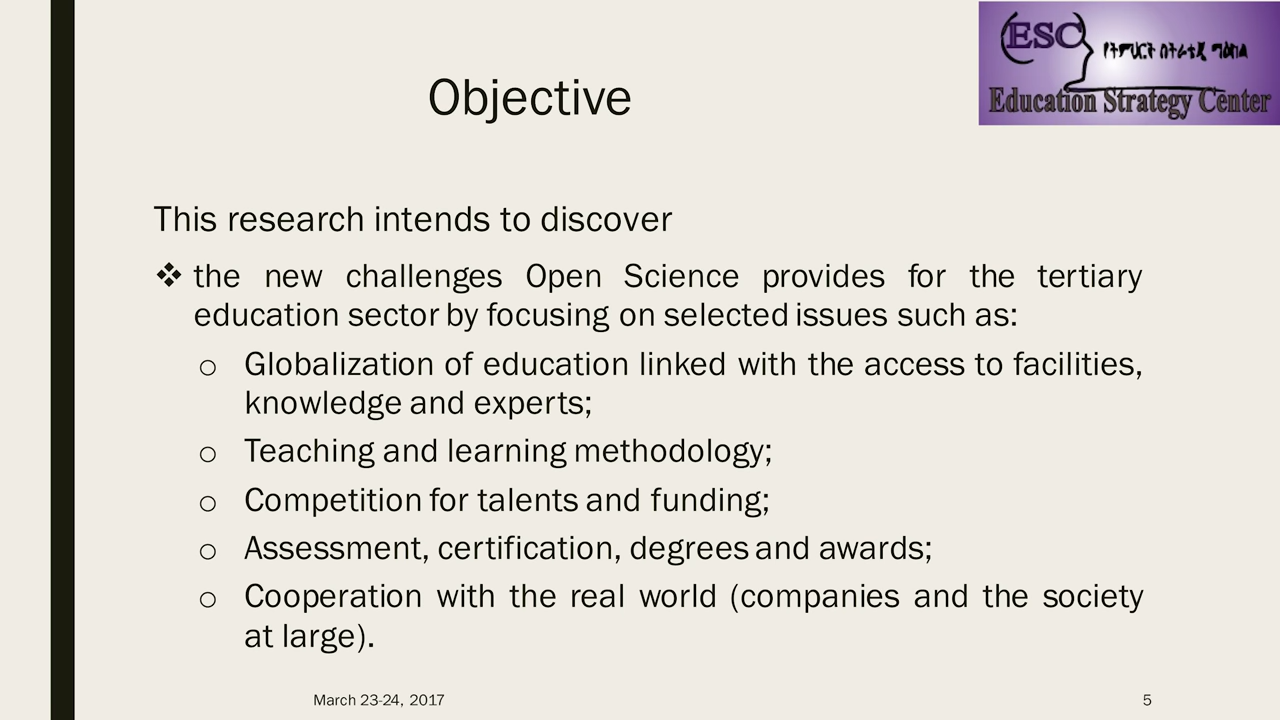 ESC
Education Strategy Center
Objective
This research intends to discover
❖ the new challenges Open Science provides for the tertiary
education sector by focusing on selected issues such as:
o Globalization of education linked with the access to facilities,
knowledge and experts;
o Teaching and learning methodology;
o Competition for talents and funding;
o Assessment, certification, degrees and awards;
o Cooperation with the real world (companies and the society
at large).
March 23-24, 2017
5